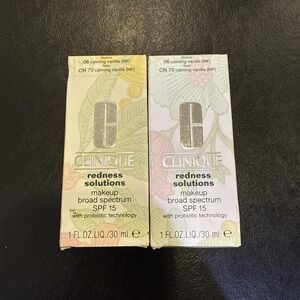 06 calming vanilla (MF)
CN 70 calming vanilla (MF)
C
CLINIQUE
redness
solutions
makeup
broad spectrum
SPF 15
with probiotic technology
1 FL.OZ.LIQ./30 ml e
06 calming vanilla (MF)
CN 70 calming vanilla (MF)
C
CLINIQUE
redness
solutions
makeup
broad spectrum
SPF 15
with probiotic technology
1 FL.OZ.LIQ./30 ml e